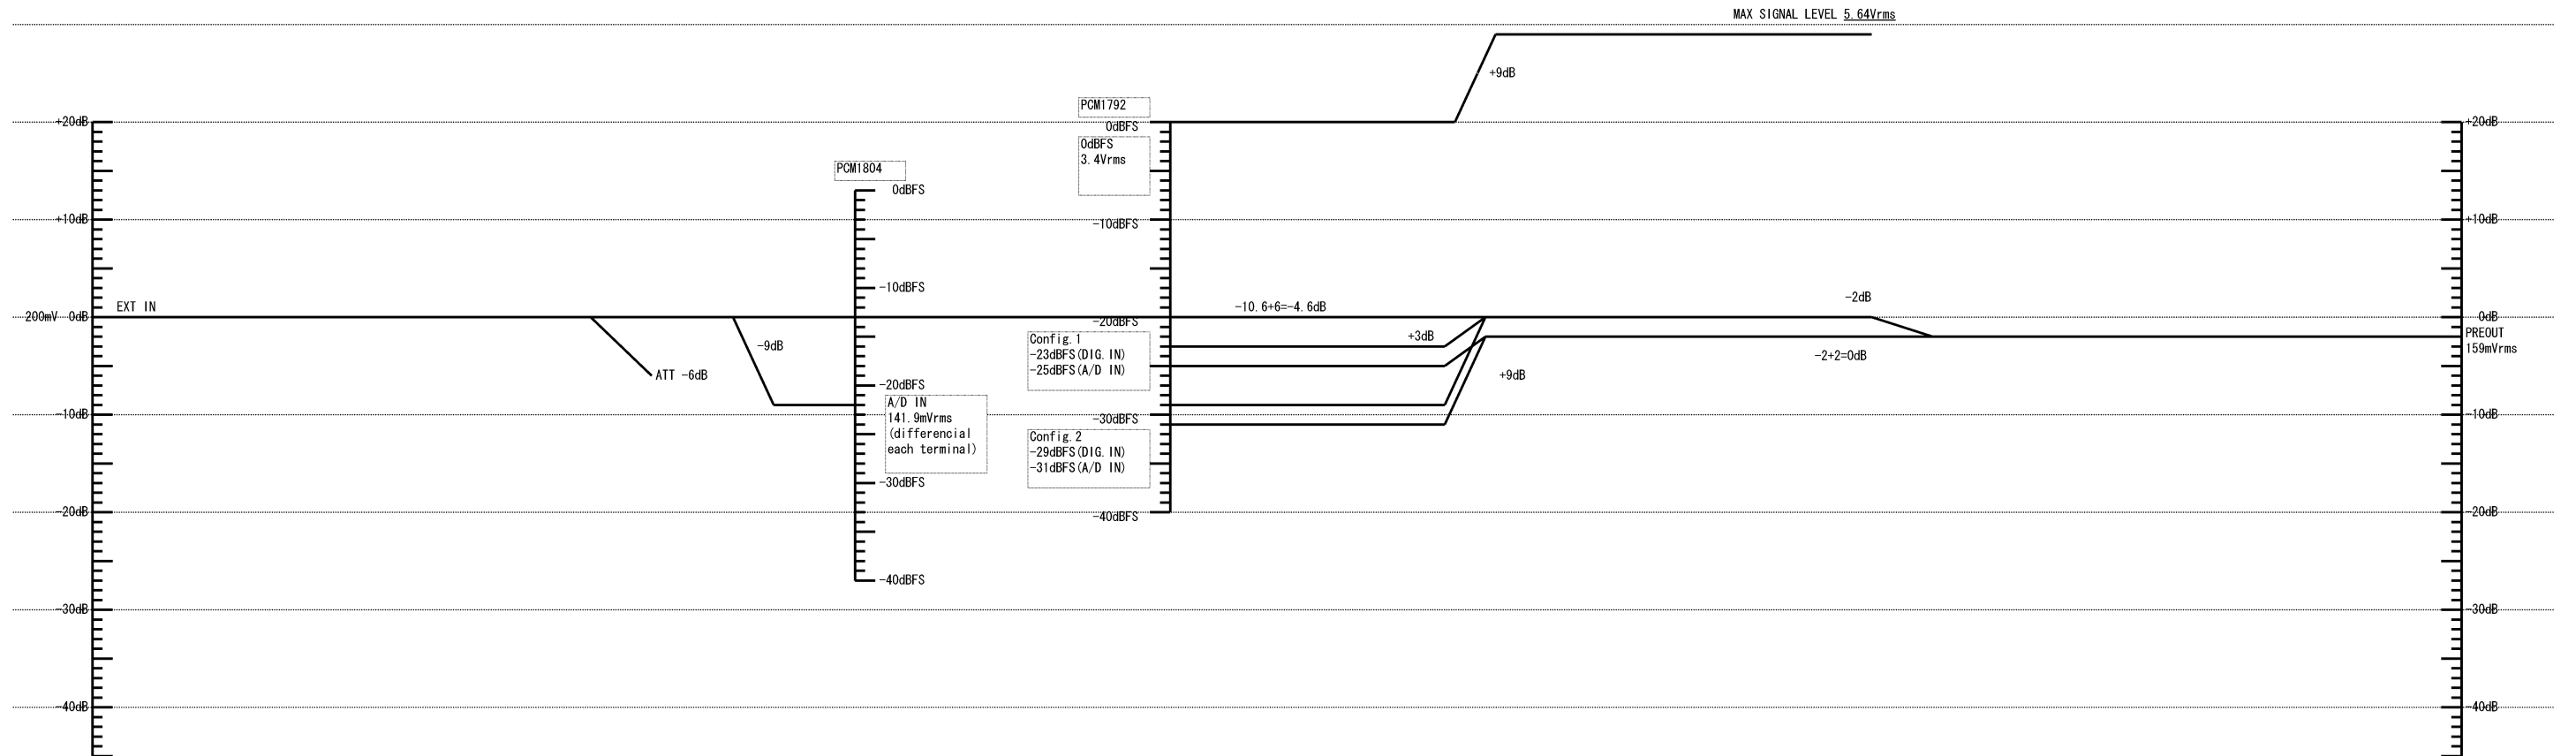 MAX SIGNAL LEVEL 5.64Vrms
+9dB
PCM1792
+20dB
0dBFS
+20dB
0dBFS
3.4Vrms
PCM1804
0dBFS
+10dB
-10dBFS
+10dB
-10dBFS
EXT IN
-10.6+6=-4.6dB
-2dB
200mV 0dB
-20dBFS
0dB
PREOUT
159mVrms
-9dB
Config.1
-23dBFS(DIG.IN)
-25dBFS(A/D IN)
+3dB
-2+2=0dB
ATT -6dB
+9dB
-20dBFS
A/D IN
141.9mVrms
(differencial
each terminal)
-10dB
-30dBFS
-10dB
Config.2
-29dBFS(DIG.IN)
-31dBFS(A/D IN)
-30dBFS
-20dB
-40dBFS
-20dB
-40dBFS
-30dB
-30dB
-40dB
-40dB